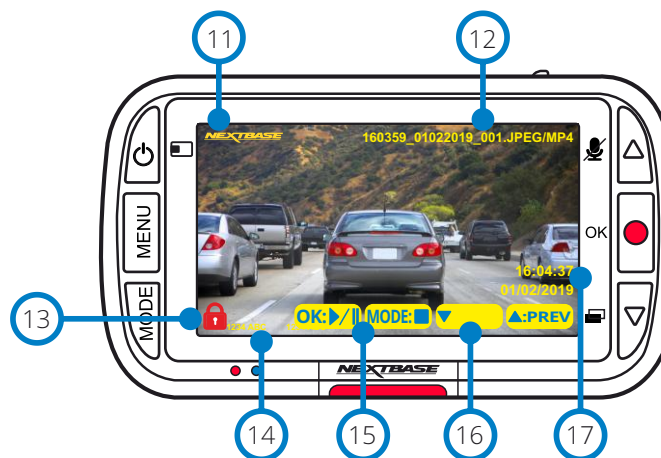 11
12
NEXTBASE
160359_01022019_001.JPEG/MP4
MENU
OK
16-04:37
01/02/2019
MODE
13
OK:▶/II
MODE:■
▼
▲:PREV
NEXTBASE
14
15
16
17